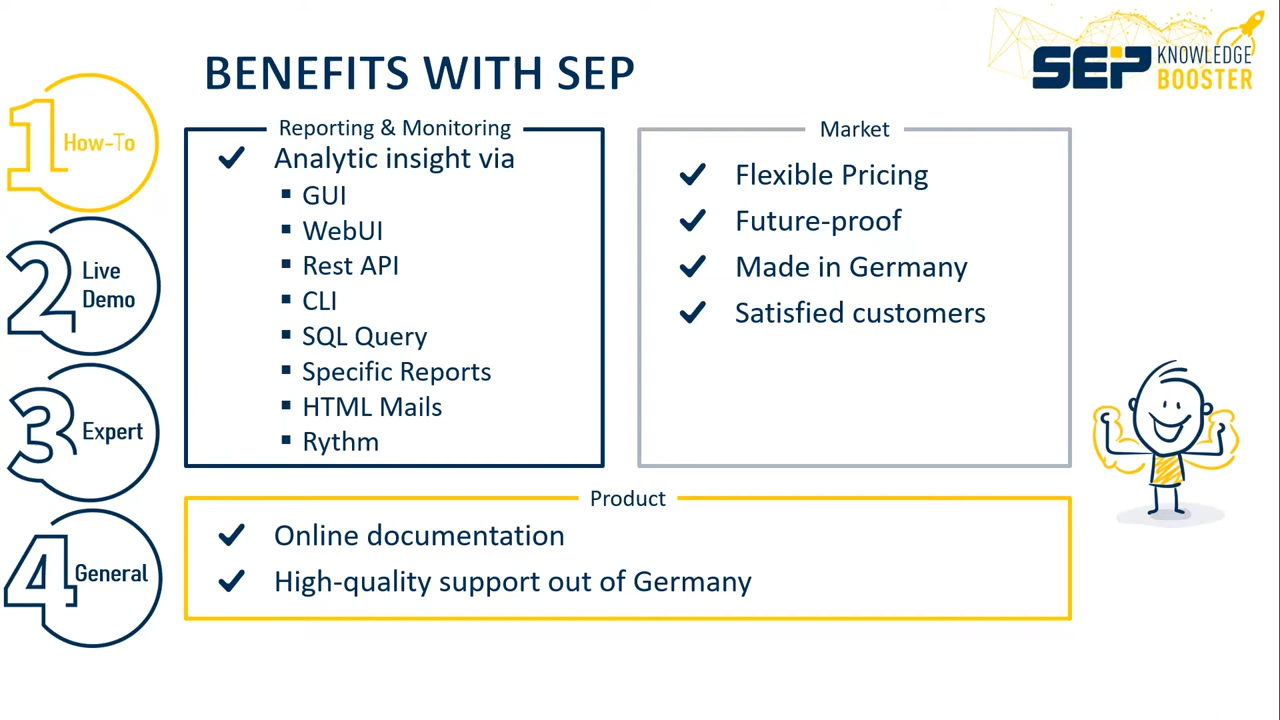 BENEFITS WITH SEP
SEP KNOWLEDGE
BOOSTER
1 How-To
2 Live
Demo
3 Expert
4 General
Reporting & Monitoring
Analytic insight via
GUI
WebUI
Rest API
CLI
SQL Query
Specific Reports
HTML Mails
Rythm
Market
Flexible Pricing
Future-proof
Made in Germany
Satisfied customers
Product
Online documentation
High-quality support out of Germany